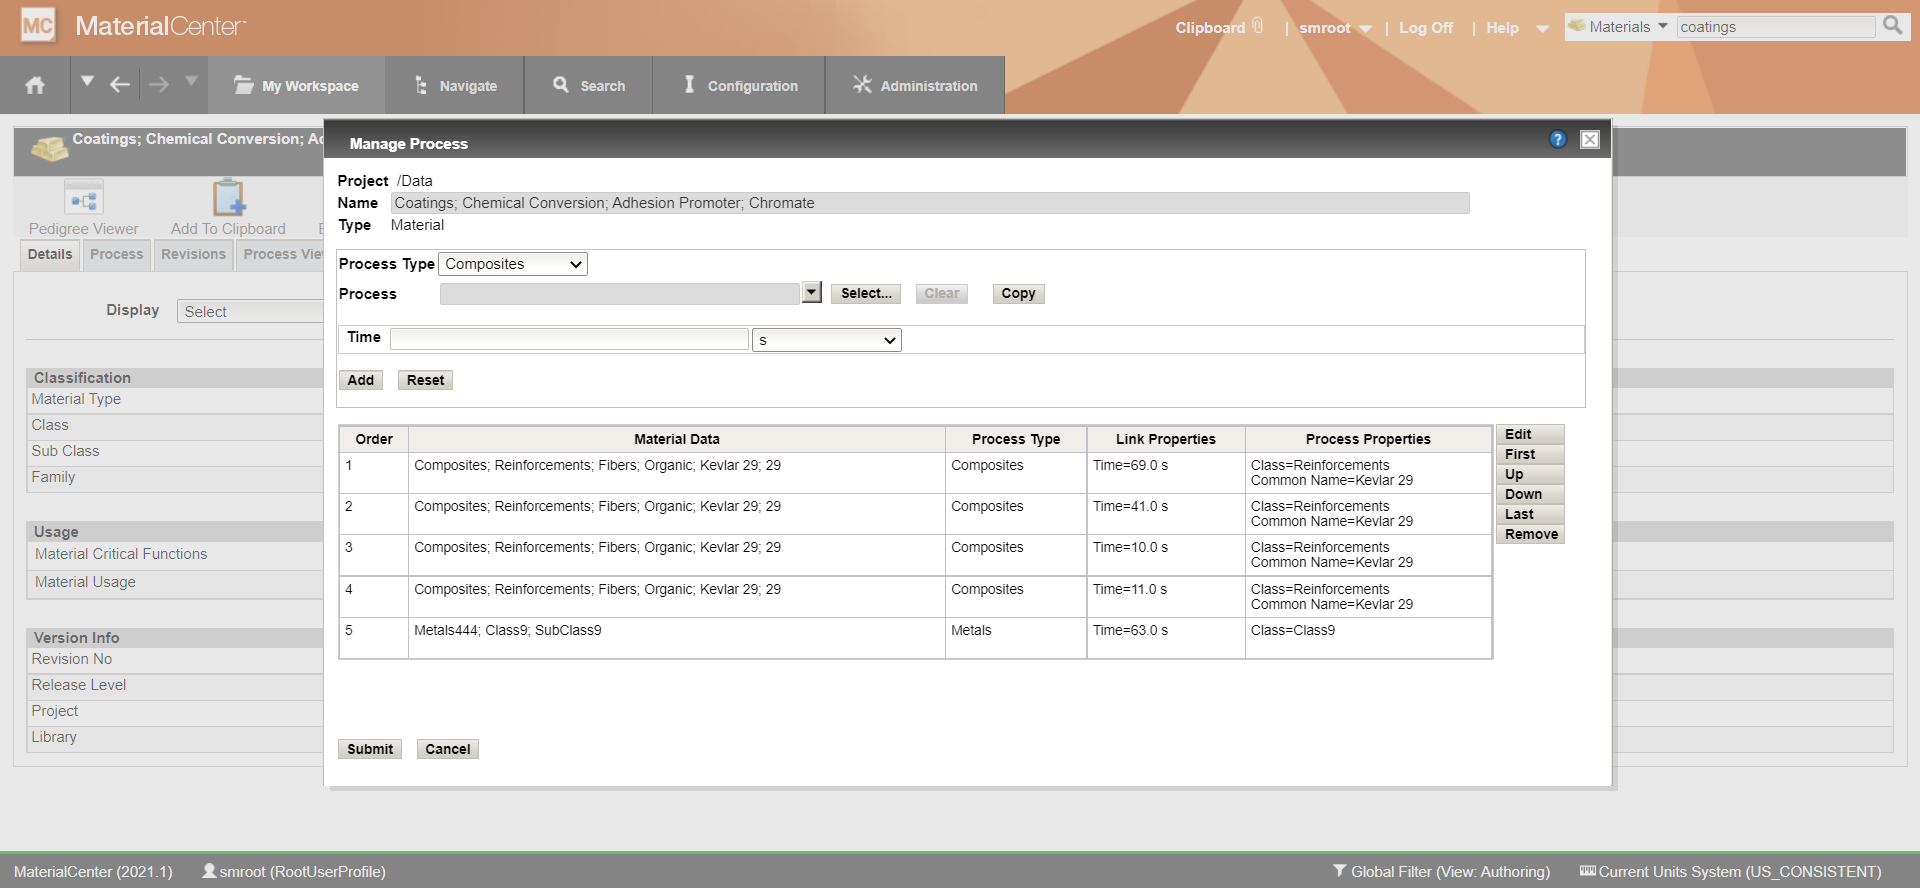 MC MaterialCenter
Clipboard | smroot | Log Off | Help
Materials coatings
My Workspace Navigate Search Configuration Administration
Coatings; Chemical Conversion; Ad
Pedigree Viewer Add To Clipboard
Details Process Revisions Process Vie
Display Select
Classification
Material Type
Class
Sub Class
Family
Usage
Material Critical Functions
Material Usage
Version Info
Revision No
Release Level
Project
Library
Manage Process
Project /Data
Name Coatings; Chemical Conversion; Adhesion Promoter; Chromate
Type Material
Process Type Composites
Process Select... Clear Copy
Time s
Add Reset
Order Material Data Process Type Link Properties Process Properties
1 Composites; Reinforcements; Fibers; Organic; Kevlar 29; 29 Composites Time=69.0 s Class=Reinforcements
Common Name=Kevlar 29
2 Composites; Reinforcements; Fibers; Organic; Kevlar 29; 29 Composites Time=41.0 s Class=Reinforcements
Common Name=Kevlar 29
3 Composites; Reinforcements; Fibers; Organic; Kevlar 29; 29 Composites Time=10.0 s Class=Reinforcements
Common Name=Kevlar 29
4 Composites; Reinforcements; Fibers; Organic; Kevlar 29; 29 Composites Time=11.0 s Class=Reinforcements
Common Name=Kevlar 29
5 Metals444; Class9; SubClass9 Metals Time=63.0 s Class=Class9
Edit
First
Up
Down
Last
Remove
Submit Cancel
MaterialCenter (2021.1) smroot (RootUserProfile) Global Filter (View: Authoring) Current Units System (US_CONSISTENT)